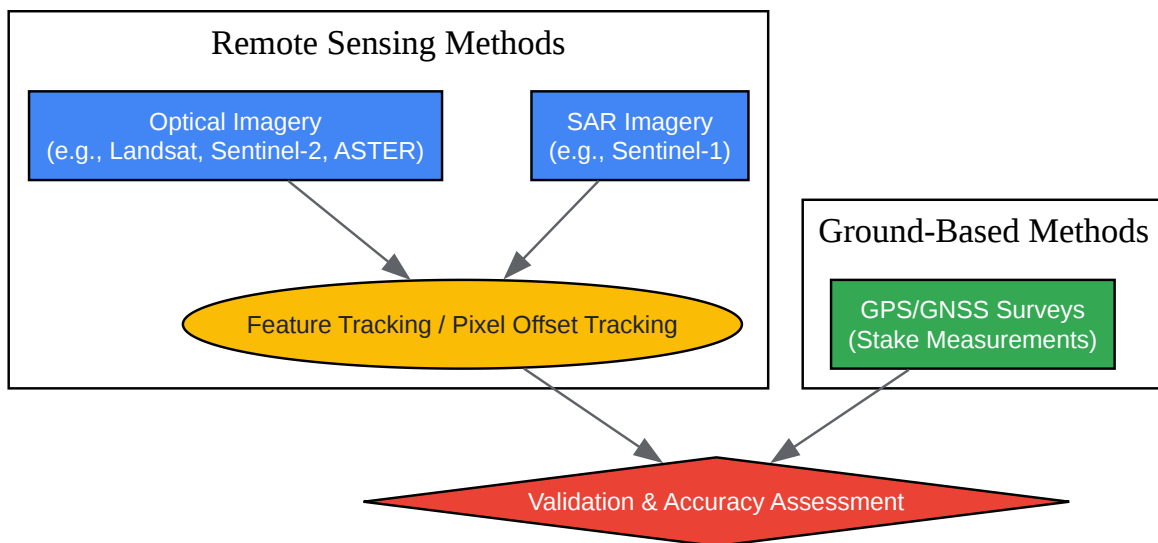 Remote Sensing Methods
Optical Imagery
(e.g., Landsat, Sentinel-2, ASTER)
SAR Imagery
(e.g., Sentinel-1)
Feature Tracking / Pixel Offset Tracking
Ground-Based Methods
GPS/GNSS Surveys
(Stake Measurements)
Validation & Accuracy Assessment